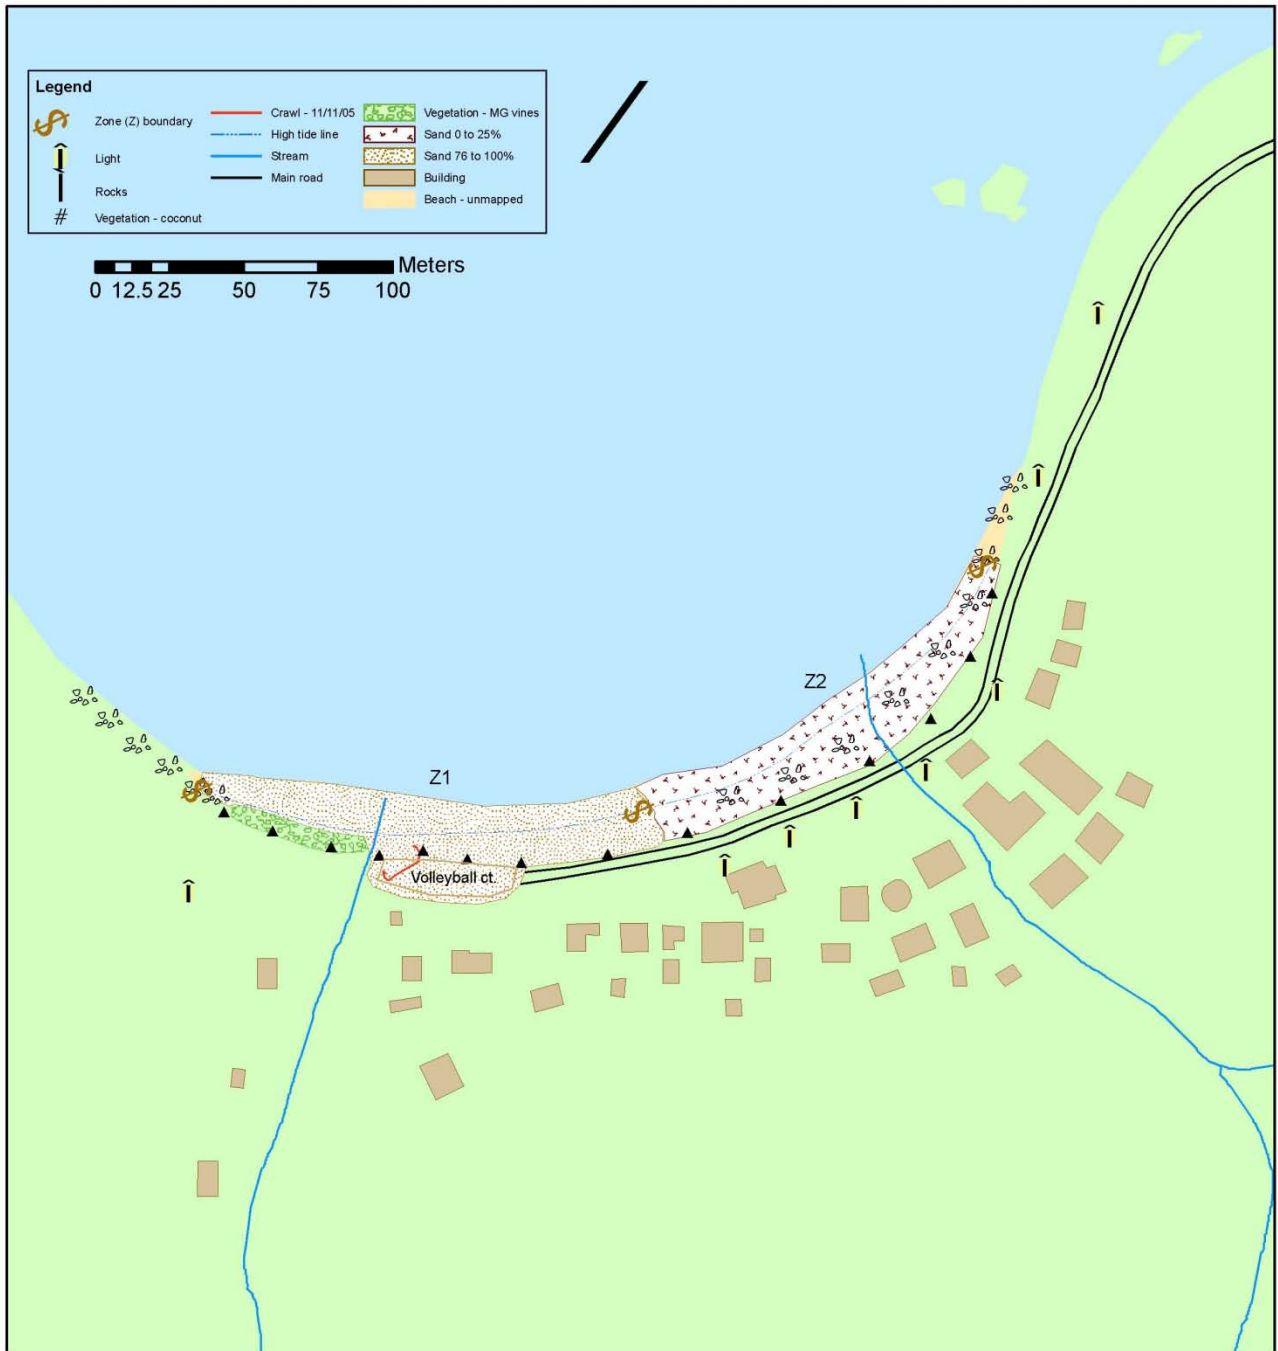 Legend
Zone (Z) boundary
Light
Rocks
# Vegetation - coconut
Crawl - 11/11/05
High tide line
Stream
Main road
Vegetation - MG vines
Sand 0 to 25%
Sand 76 to 100%
Building
Beach - unmapped
Meters
0 12.5 25 50 75 100
Z2
Z1
Volleyball ct.